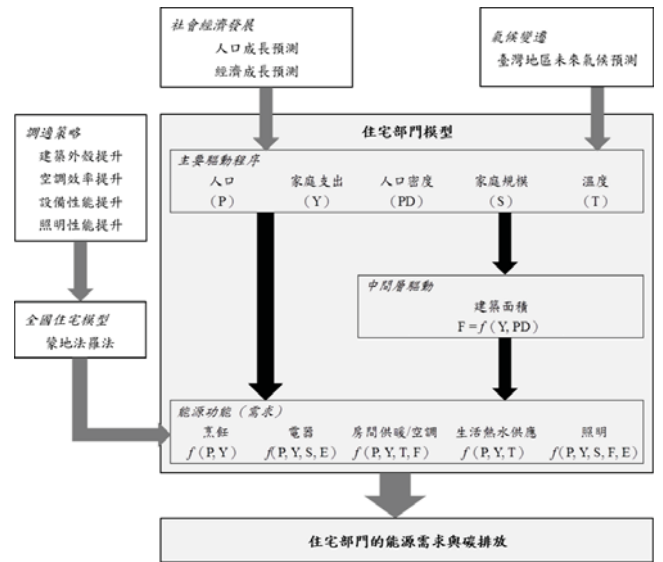 社會經濟發展
人口成長預測
經濟成長預測
氣候變遷
臺灣地區未來氣候預測
調適策略
建築外殼提升
空調效率提升
設備性能提升
照明性能提升
全國住宅模型
蒙地法羅法
住宅部門模型
主要驅動程序
人口 家庭支出 人口密度 家庭規模 溫度
(P) (Y) (PD) (S) (T)
中間層驅動
建築面積
F = f (Y, PD)
能源功能(需求)
烹飪 電器 房間供暖/空調 生活熱水供應 照明
f (P, Y) f(P, Y, S, E) f (P, Y, T, F) f (P, Y, T) f (P, Y, S, F, E)
住宅部門的能源需求與碳排放